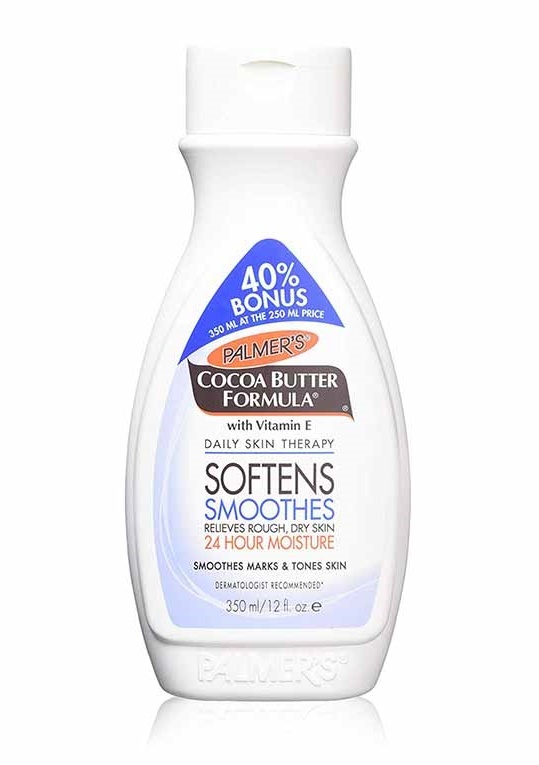 40%
BONUS
350 ML AT THE 250 ML PRICE
PALMER'S®
COCOA BUTTER
FORMULA®
®
with Vitamin E
DAILY SKIN THERAPY
SOFTENS
SMOOTHES
RELIEVES ROUGH, DRY SKIN
24 HOUR MOISTURE
SMOOTHES MARKS & TONES SKIN
DERMATOLOGIST RECOMMENDED*
350 ml/12 fl. oz. e
PALMER'S®